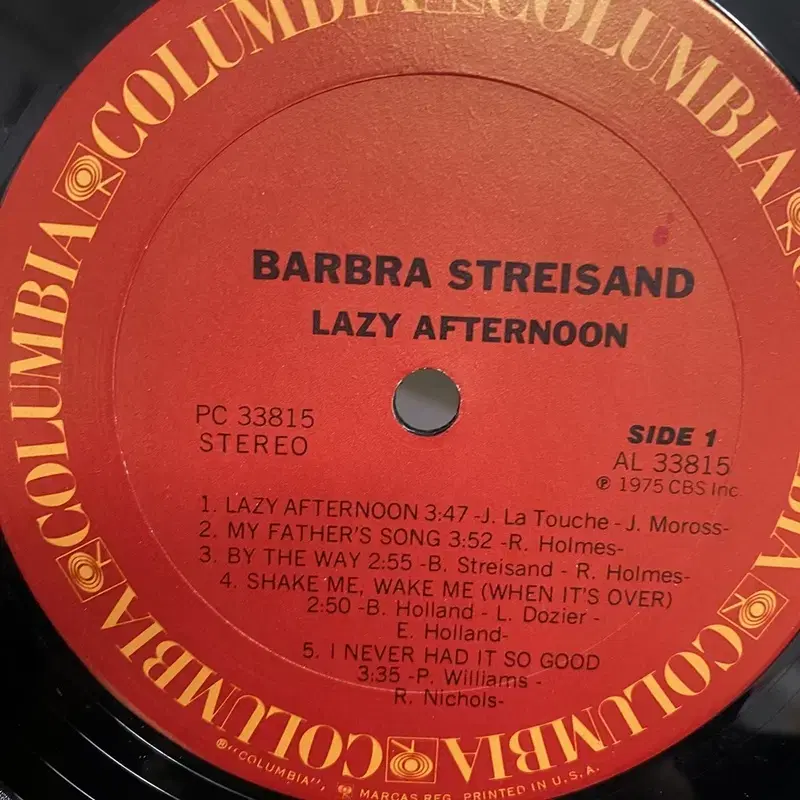 COLUMBIA
COLUMBIA
COLUMBIA
COLUMBIA
COLUMBIA
COLUMBIA
COLUMBIA
BARBRA STREISAND
LAZY AFTERNOON
PC 33815
STEREO
SIDE 1
AL 33815
℗ 1975 CBS Inc.
1. LAZY AFTERNOON 3:47 -J. La Touche - J. Moross-
2. MY FATHER'S SONG 3:52 -R. Holmes-
3. BY THE WAY 2:55 -B. Streisand - R. Holmes-
4. SHAKE ME, WAKE ME (WHEN IT'S OVER)
2:50 -B. Holland - L. Dozier -
E. Holland-
5. I NEVER HAD IT SO GOOD
3:35 -P. Williams -
R. Nichols-
®"COLUMBIA", MARCAS REG. PRINTED IN U.S.A.